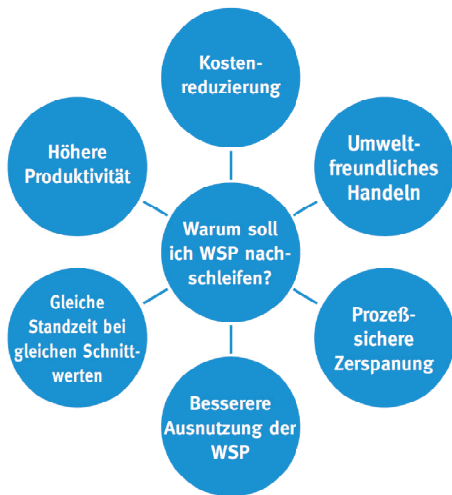 Kosten-
reduzierung
Umwelt-
freundliches
Handeln
Höhere
Produktivität
Warum soll
ich WSP nach-
schleifen?
Gleiche
Standzeit bei
gleichen Schnitt-
werten
Prozeß-
sichere
Zerspanung
Besserere
Ausnutzung der
WSP